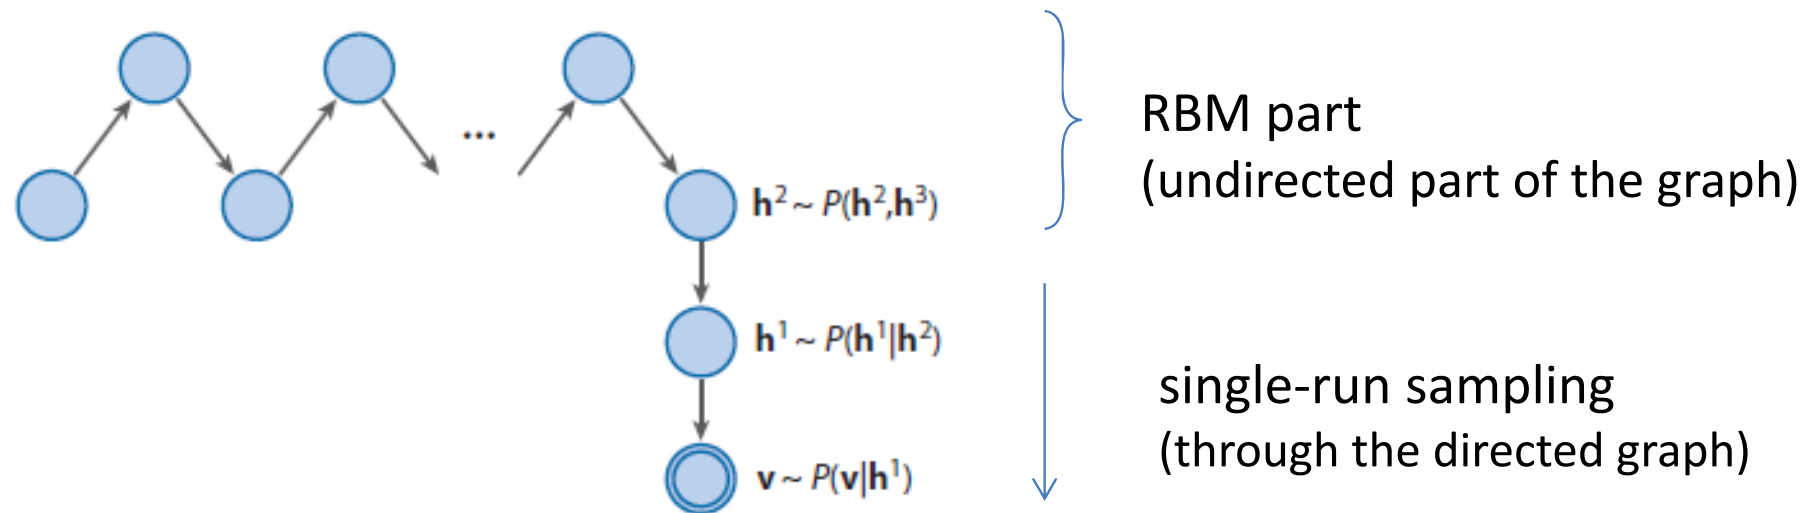 ...
h² ~ P(h²,h³)
h¹ ~ P(h¹|h²)
v ~ P(v|h¹)
RBM part
(undirected part of the graph)
single-run sampling
(through the directed graph)